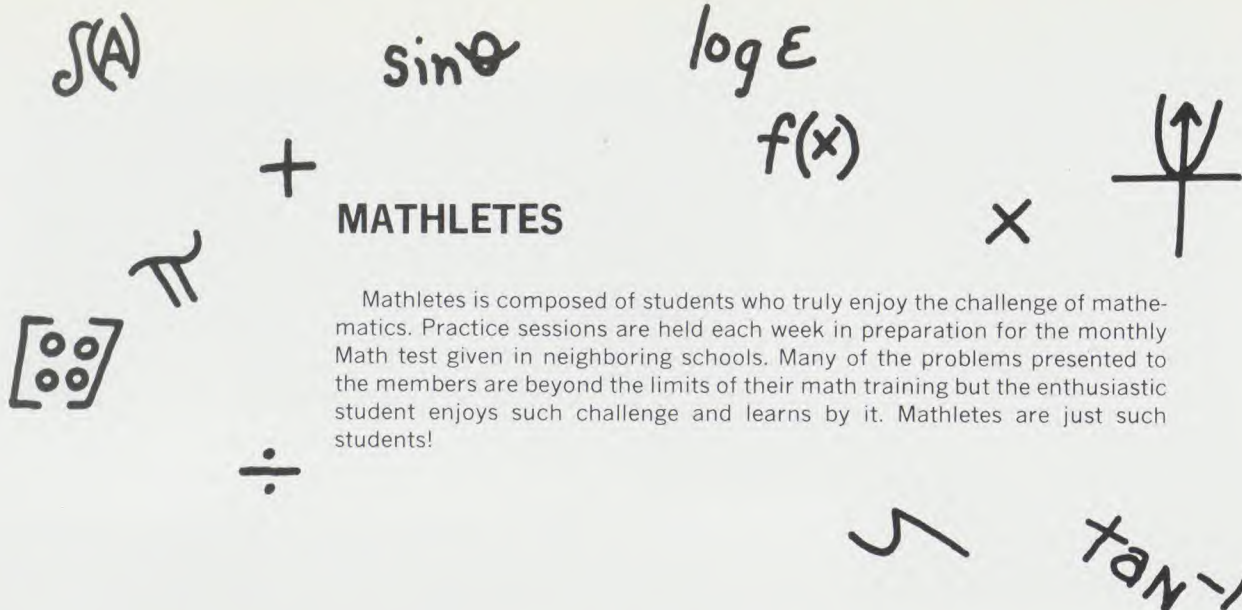 ∫(A)
sinθ
log ε
f(x)
+
MATHLETES
×
π
Mathletes is composed of students who truly enjoy the challenge of mathe-
matics. Practice sessions are held each week in preparation for the monthly
Math test given in neighboring schools. Many of the problems presented to
the members are beyond the limits of their math training but the enthusiastic
student enjoys such challenge and learns by it. Mathletes are just such
students!
[o o
o o]
÷
taN⁻¹